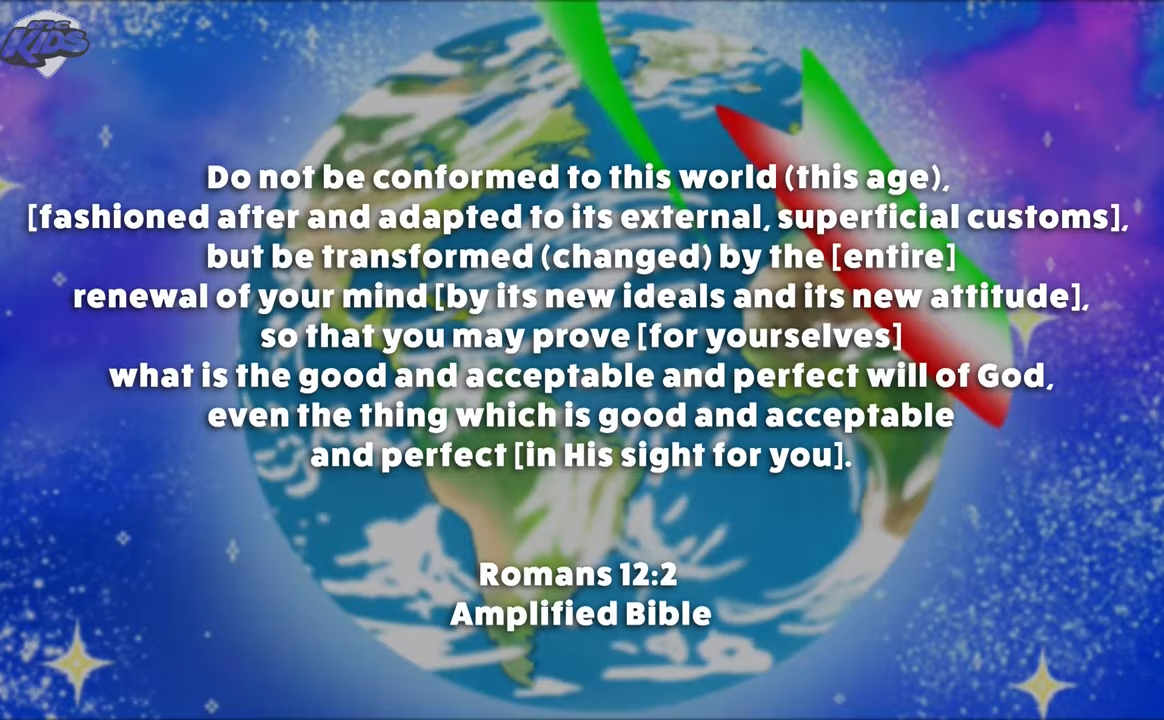 KIDS
Do not be conformed to this world (this age),
[fashioned after and adapted to its external, superficial customs],
but be transformed (changed) by the [entire]
renewal of your mind [by its new ideals and its new attitude],
so that you may prove [for yourselves]
what is the good and acceptable and perfect will of God,
even the thing which is good and acceptable
and perfect [in His sight for you].
Romans 12:2
Amplified Bible